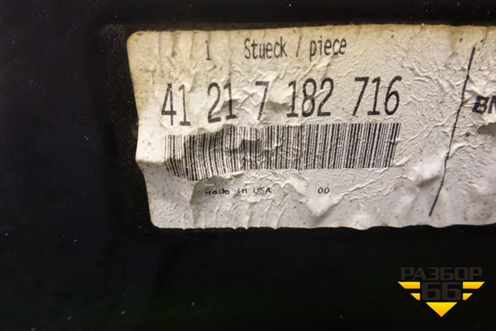 1 Stueck / piece
41 21 7 182 716
Made in USA 00
РАЗБОР
66